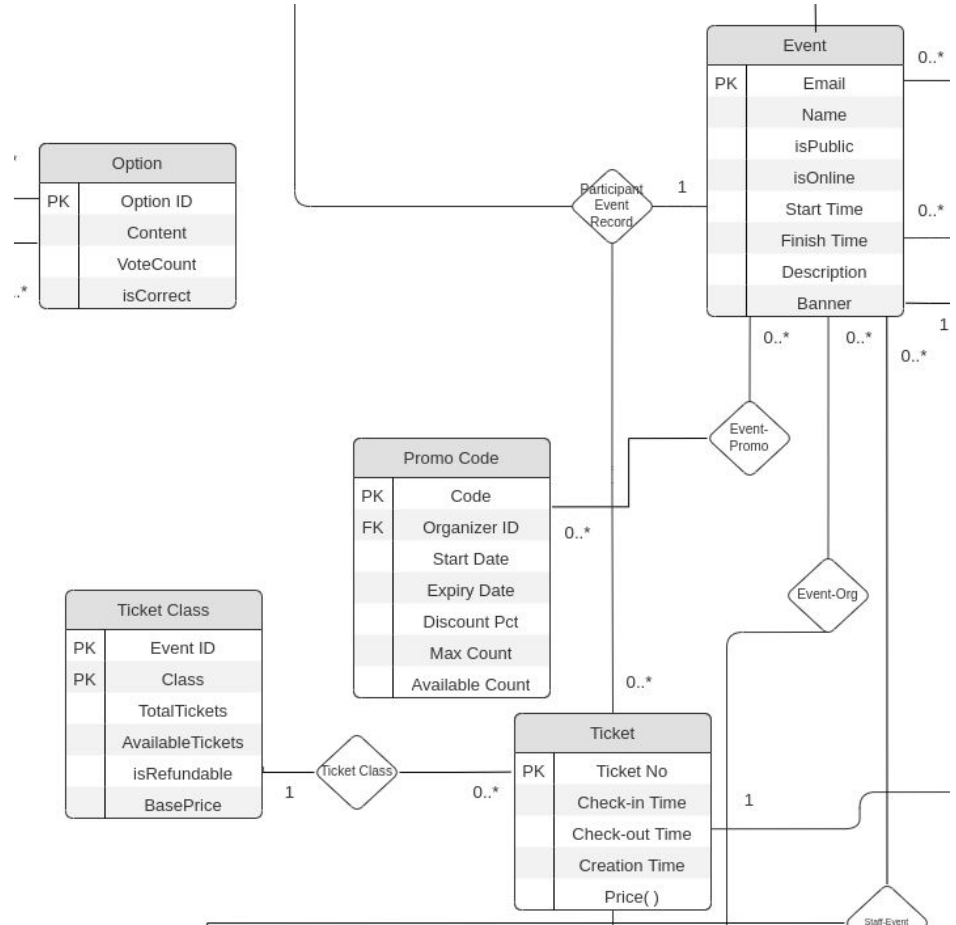 Event
0..*
PK Email
Name
isPublic
isOnline
Start Time
0..*
Finish Time
Description
Banner
1
0..*
0..*
0..*
*
Option
PK Option ID
Content
VoteCount
isCorrect
..*
Participant
Event
Record
1
Event-
Promo
Promo Code
PK Code
FK Organizer ID
Start Date
Expiry Date
Discount Pct
Max Count
Available Count
0..*
Event-Org
Ticket Class
PK Event ID
PK Class
TotalTickets
AvailableTickets
isRefundable
BasePrice
1
Ticket Class
0..*
0..*
Ticket
PK Ticket No
Check-in Time
Check-out Time
Creation Time
Price( )
1
Staff-Event